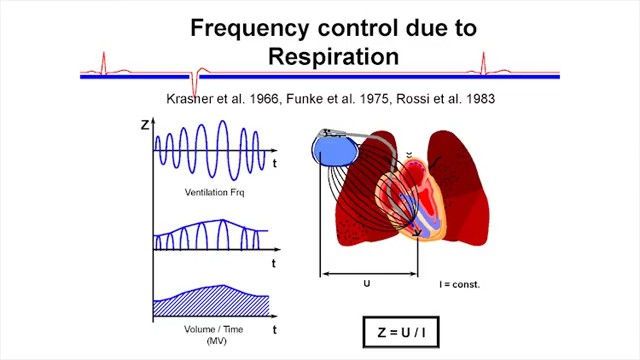 Frequency control due to
Respiration
Krasner et al. 1966, Funke et al. 1975, Rossi et al. 1983
Z
t
Ventilation Frq
t
U
I = const.
Volume / Time
(MV)
t
Z = U / I